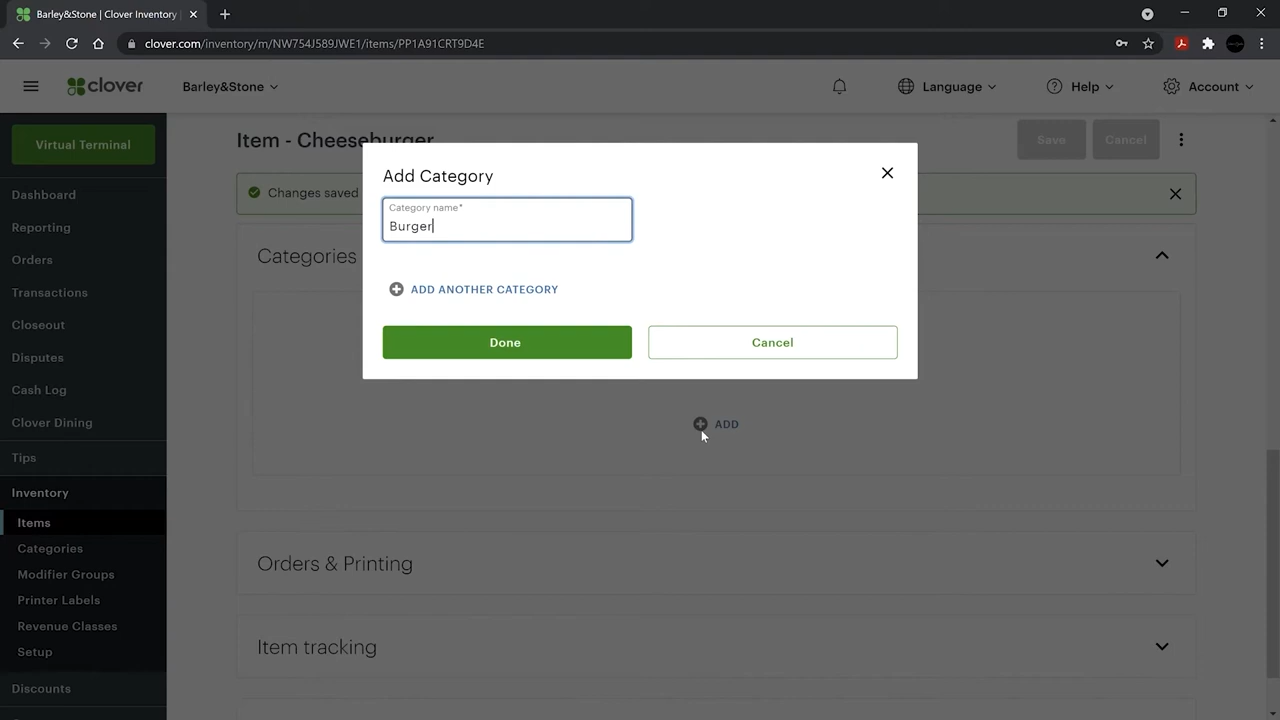 Barley&Stone | Clover Inventory
clover.com/inventory/m/NW754J589JWE1/items/PP1A91CRT9D4E
clover
Barley&Stone
Language
Help
Account
Virtual Terminal
Dashboard
Reporting
Orders
Transactions
Closeout
Disputes
Cash Log
Clover Dining
Tips
Inventory
Items
Categories
Modifier Groups
Printer Labels
Revenue Classes
Setup
Discounts
Item - Cheeseburger
Save
Cancel
Changes saved
Categories
Add Category
Category name*
Burger
ADD ANOTHER CATEGORY
Done
Cancel
ADD
Orders & Printing
Item tracking